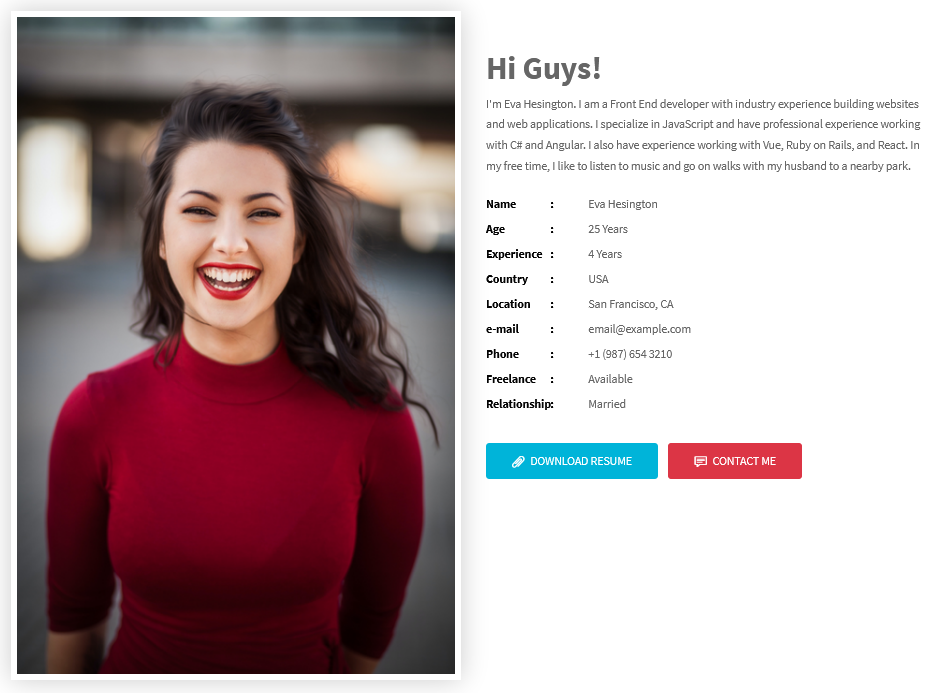 Hi Guys!
I'm Eva Hesington. I am a Front End developer with industry experience building websites
and web applications. I specialize in JavaScript and have professional experience working
with C# and Angular. I also have experience working with Vue, Ruby on Rails, and React. In
my free time, I like to listen to music and go on walks with my husband to a nearby park.
Name : Eva Hesington
Age : 25 Years
Experience : 4 Years
Country : USA
Location : San Francisco, CA
e-mail : email@example.com
Phone : +1 (987) 654 3210
Freelance : Available
Relationship: Married
DOWNLOAD RESUME CONTACT ME